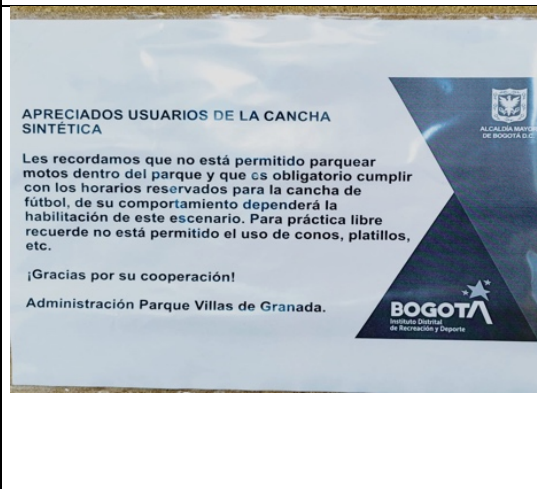 APRECIADOS USUARIOS DE LA CANCHA
SINTÉTICA
Les recordamos que no está permitido parquear
motos dentro del parque y que es obligatorio cumplir
con los horarios reservados para la cancha de
fútbol, de su comportamiento dependerá la
habilitación de este escenario. Para práctica libre
recuerde no está permitido el uso de conos, platillos,
etc.
¡Gracias por su cooperación!
Administración Parque Villas de Granada.
ALCALDÍA MAYOR
DE BOGOTÁ D.C.
BOGOTÁ
Instituto Distrital
de Recreación y Deporte